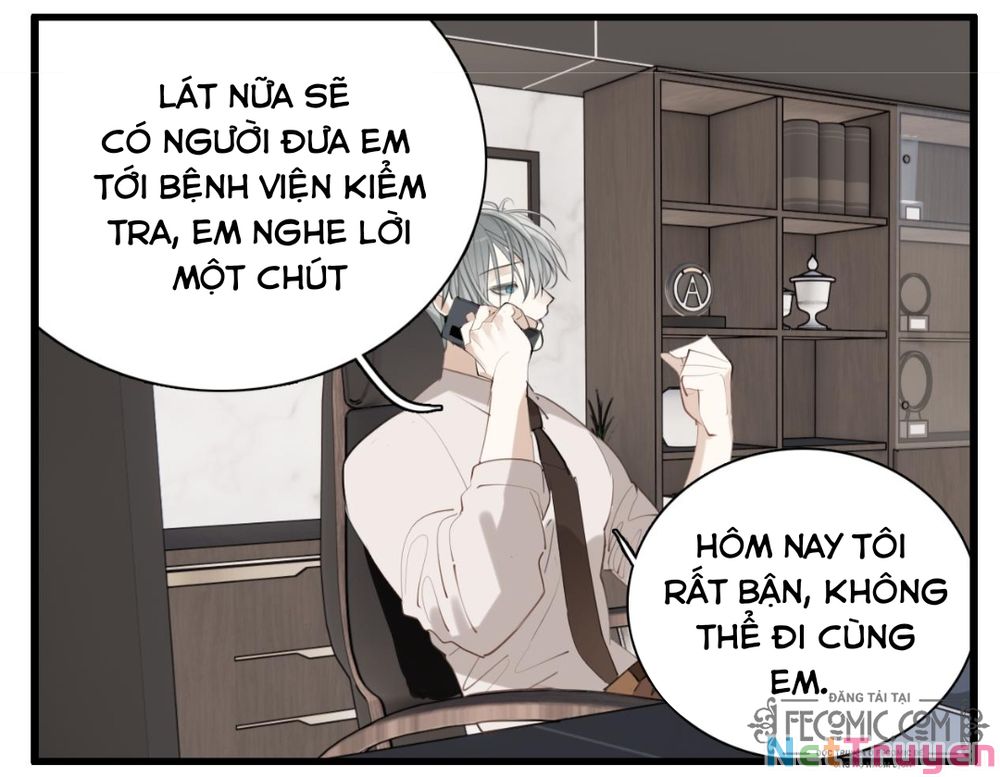 LÁT NỮA SẼ
CÓ NGƯỜI ĐƯA EM
TỚI BỆNH VIỆN KIỂM
TRA, EM NGHE LỜI
MỘT CHÚT
HÔM NAY TÔI
RẤT BẬN, KHÔNG
THỂ ĐI CÙNG
EM.
ĐĂNG TẢI TẠI
FECOMIC.COM
NetTruyen